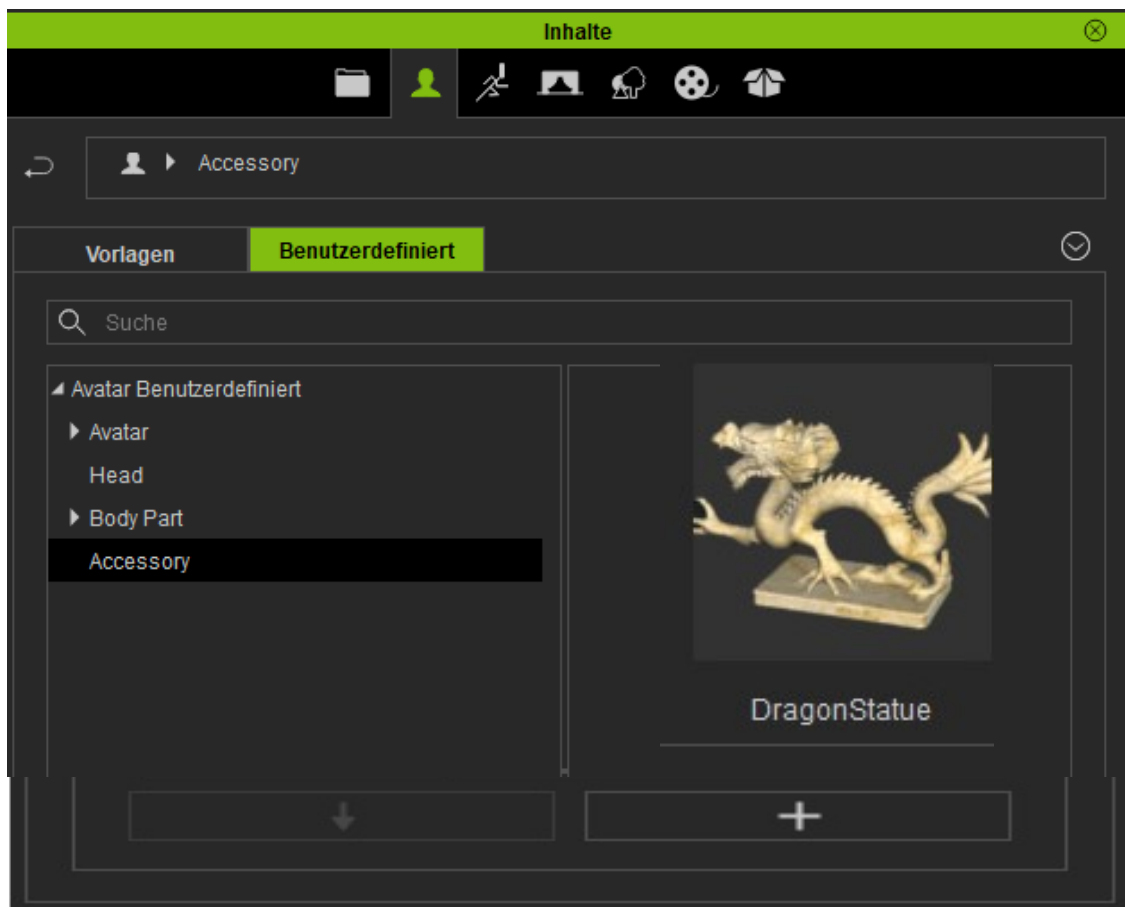 Inhalte
Accessory
Vorlagen
Benutzerdefiniert
Suche
Avatar Benutzerdefiniert
Avatar
Head
Body Part
Accessory
DragonStatue